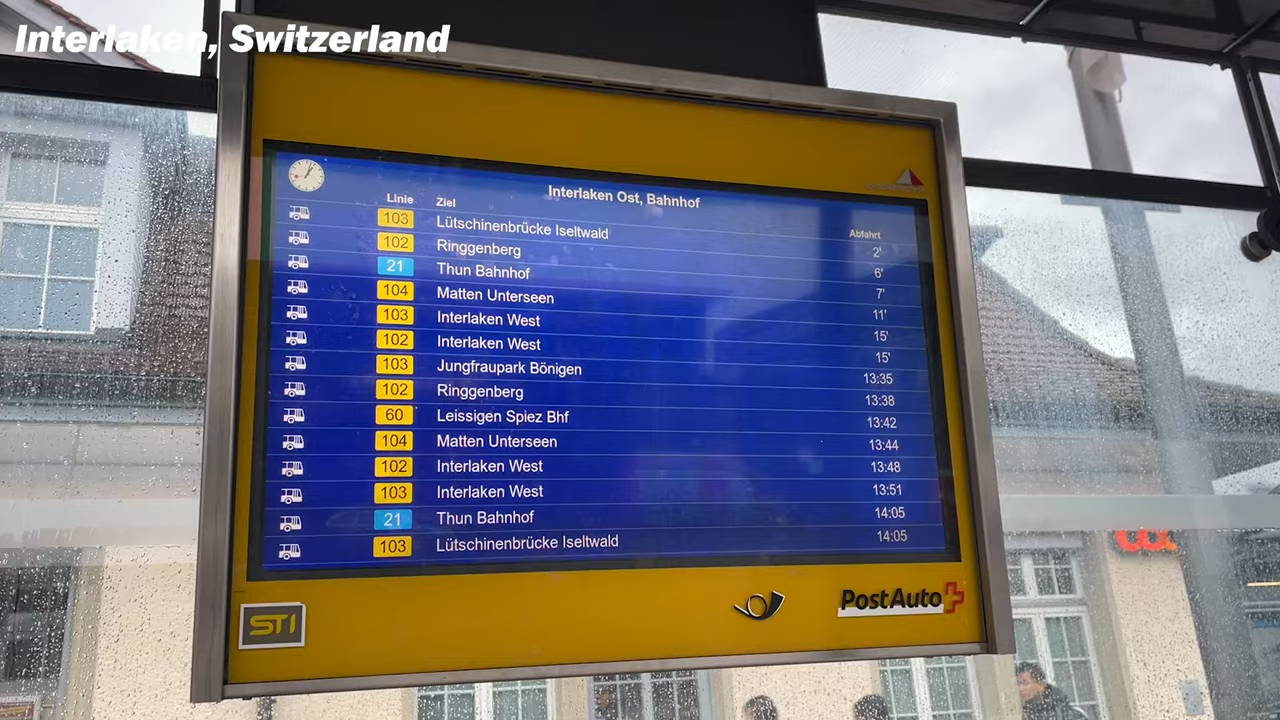 Interlaken, Switzerland
Interlaken Ost, Bahnhof
Linie Ziel Abfahrt
103 Lütschinenbrücke Iseltwald 2'
102 Ringgenberg 6'
21 Thun Bahnhof 7'
104 Matten Unterseen 11'
103 Interlaken West 15'
102 Interlaken West 15'
103 Jungfraupark Bönigen 13:35
102 Ringgenberg 13:38
60 Leissigen Spiez Bhf 13:42
104 Matten Unterseen 13:44
102 Interlaken West 13:48
103 Interlaken West 13:51
21 Thun Bahnhof 14:05
103 Lütschinenbrücke Iseltwald 14:05
STI
PostAuto